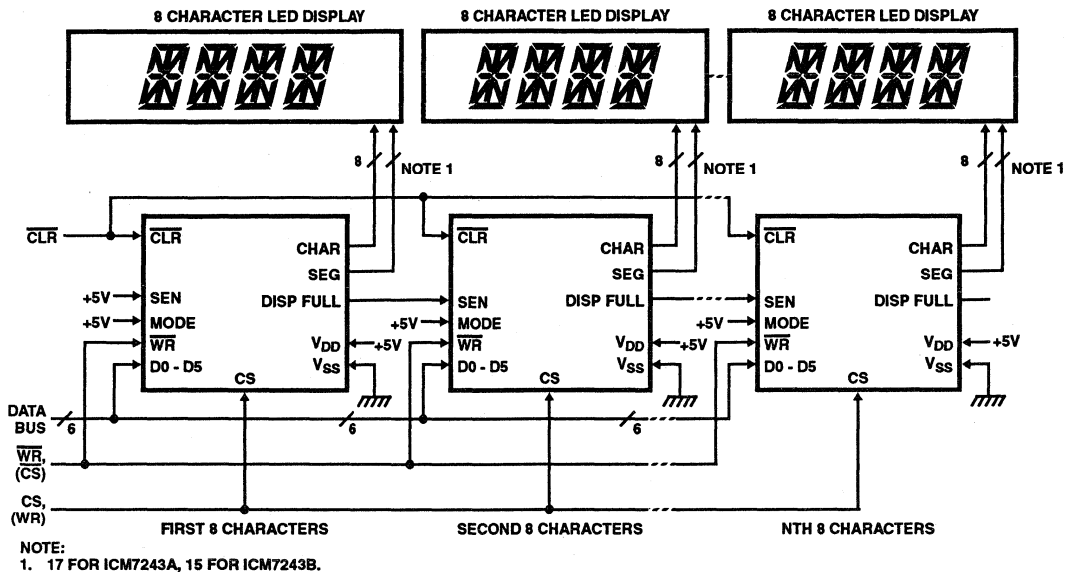 8 CHARACTER LED DISPLAY
8 CHARACTER LED DISPLAY
8 CHARACTER LED DISPLAY
8
NOTE 1
8
NOTE 1
8
NOTE 1
CLR
CLR
CHAR
SEG
DISP FULL
+5V
SEN
+5V
MODE
WR
D0 - D5
VDD
+5V
VSS
CS
CLR
CHAR
SEG
DISP FULL
SEN
+5V
MODE
WR
D0 - D5
VDD
+5V
VSS
CS
CLR
CHAR
SEG
DISP FULL
SEN
+5V
MODE
WR
D0 - D5
VDD
+5V
VSS
CS
DATA
BUS
6
6
6
WR,
(CS)
CS,
(WR)
FIRST 8 CHARACTERS
SECOND 8 CHARACTERS
NTH 8 CHARACTERS
NOTE:
1. 17 FOR ICM7243A, 15 FOR ICM7243B.